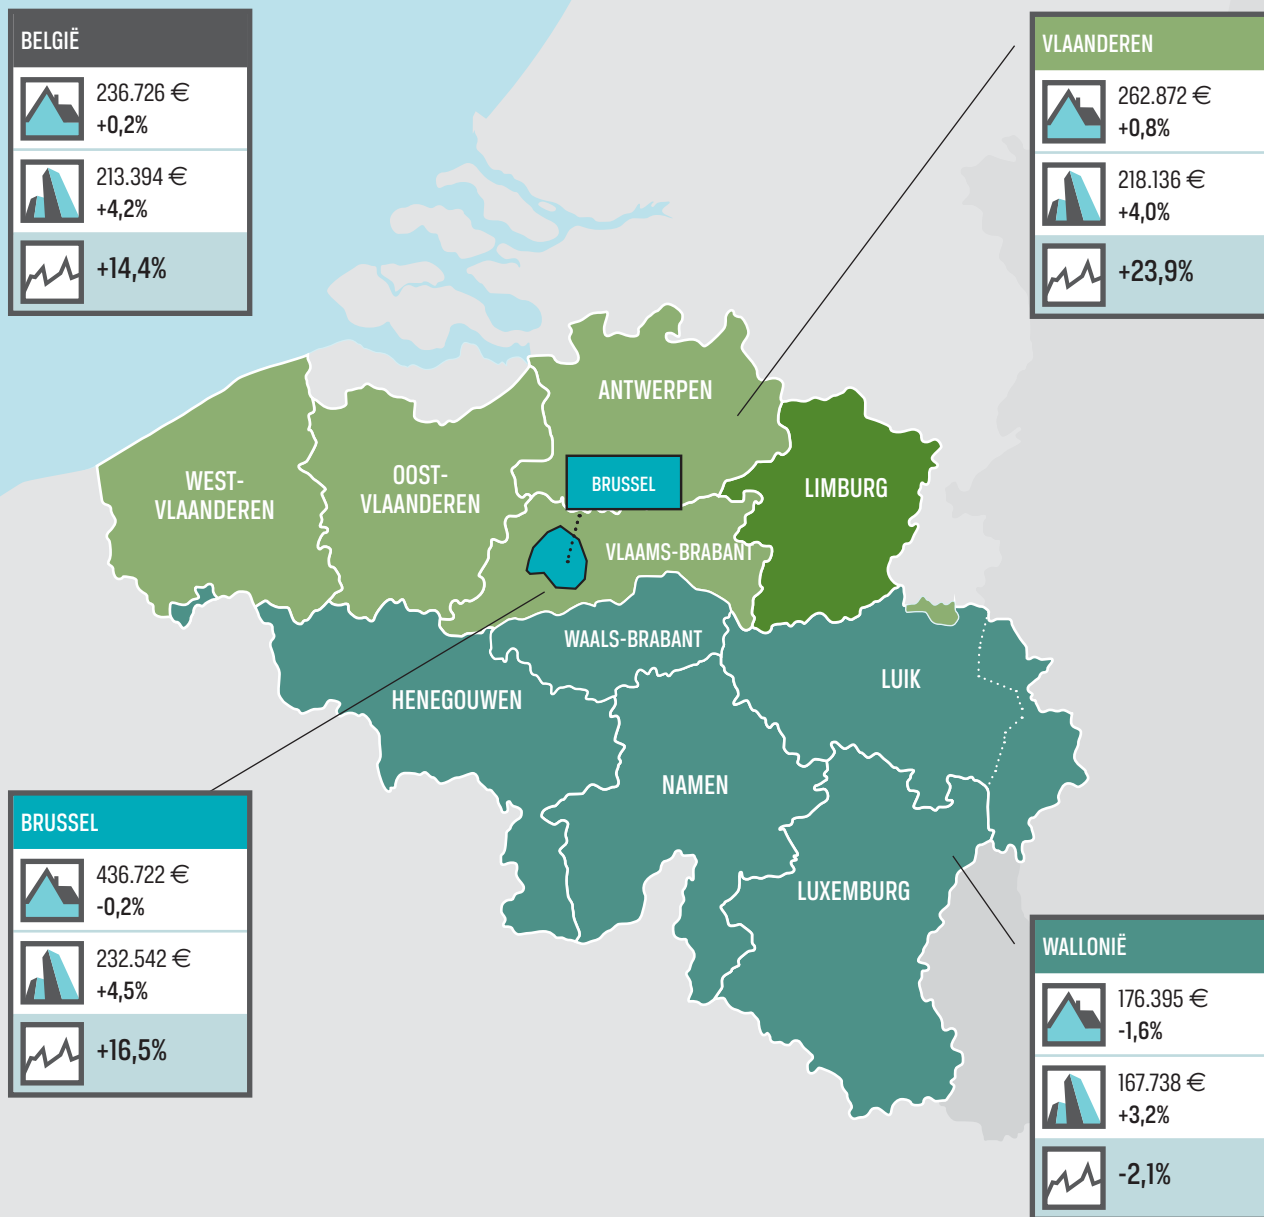 BELGIË
236.726 €
+0,2%
213.394 €
+4,2%
+14,4%
VLAANDEREN
262.872 €
+0,8%
218.136 €
+4,0%
+23,9%
ANTWERPEN
WEST-
VLAANDEREN
OOST-
VLAANDEREN
BRUSSEL
LIMBURG
VLAAMS-BRABANT
WAALS-BRABANT
HENEGOUWEN
LUIK
NAMEN
LUXEMBURG
BRUSSEL
436.722 €
-0,2%
232.542 €
+4,5%
+16,5%
WALLONIË
176.395 €
-1,6%
167.738 €
+3,2%
-2,1%